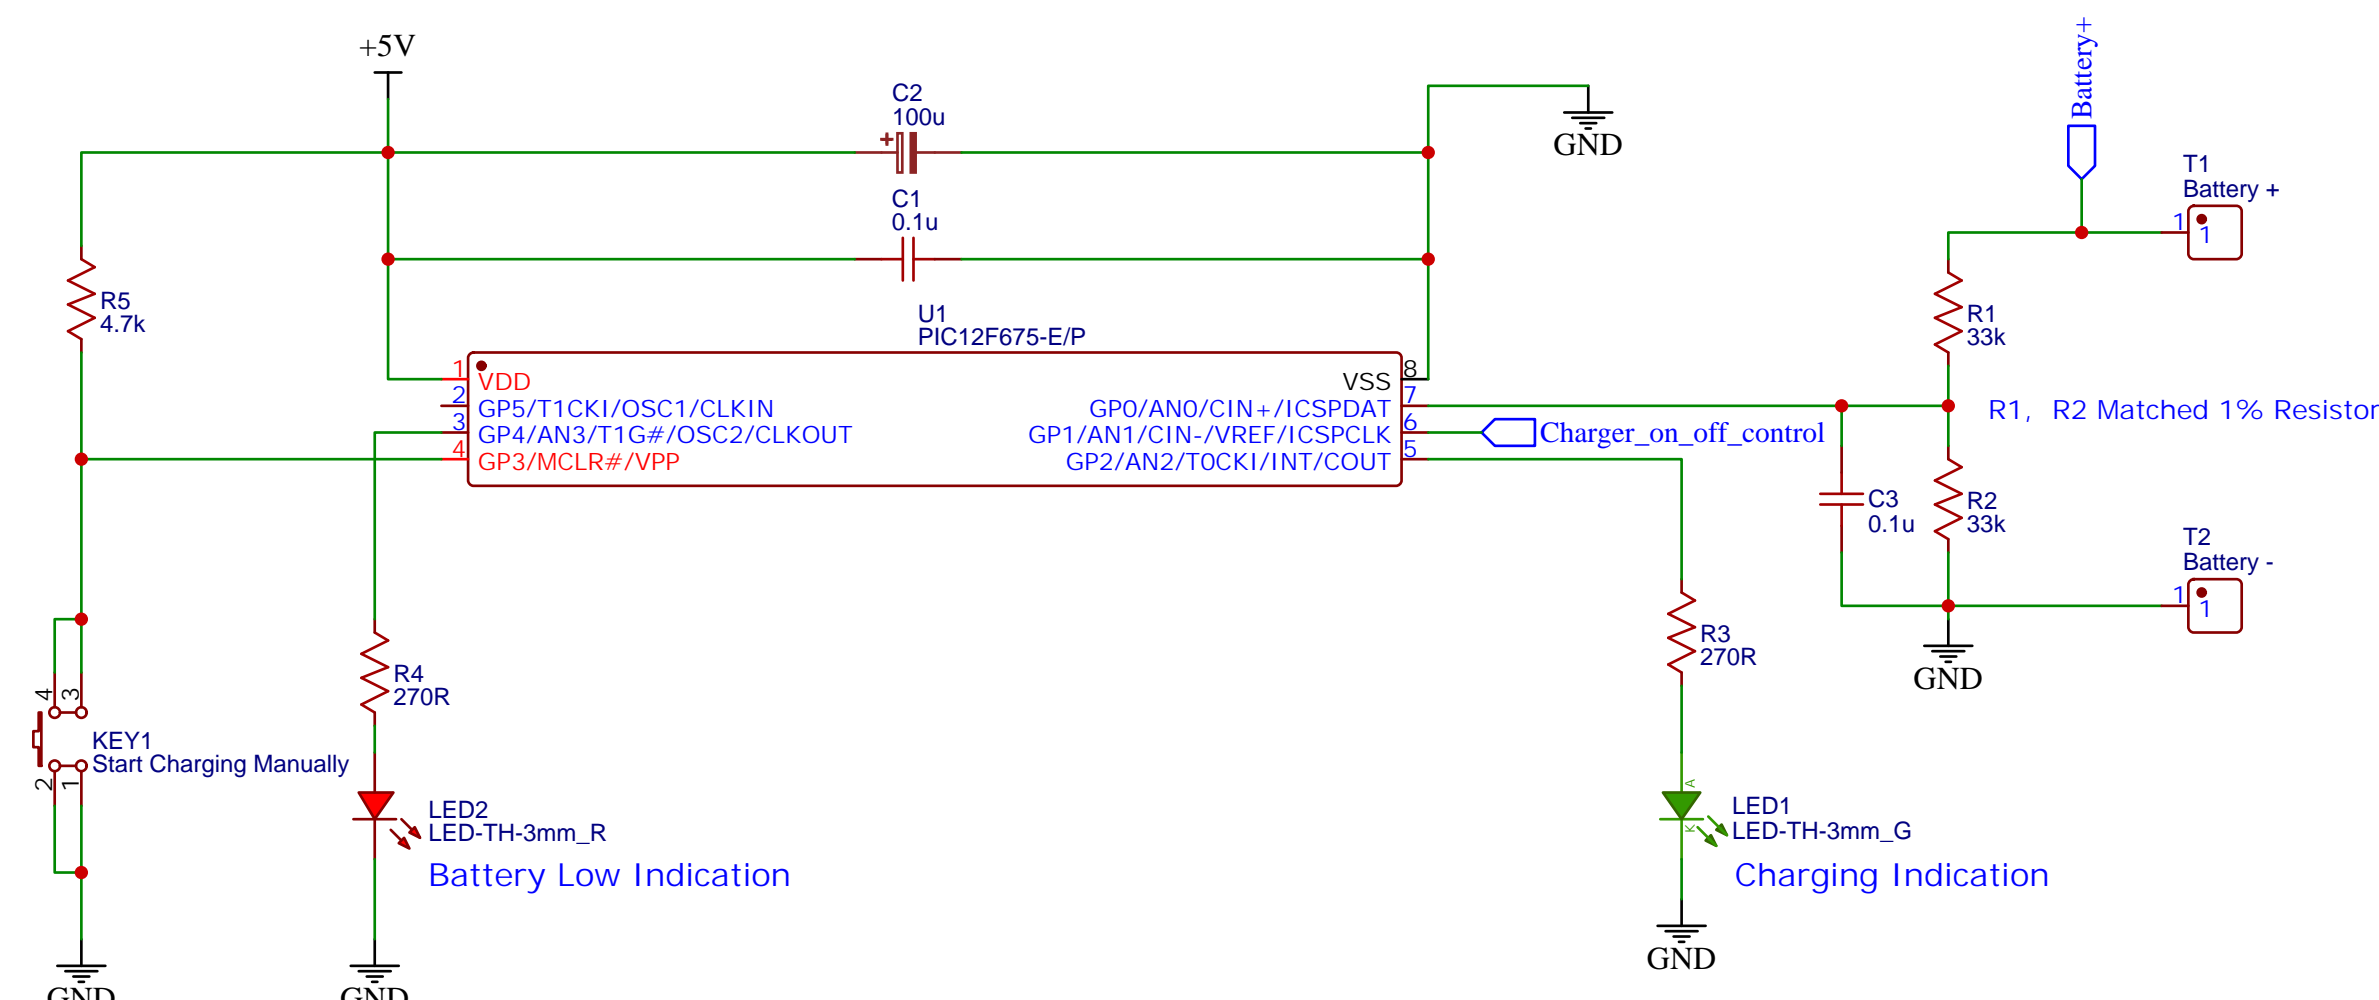 +5V
C2
100u
+
GND
Battery+
T1
Battery +
1
1
C1
0.1u
R5
4.7k
U1
PIC12F675-E/P
R1
33k
1
VDD
8
VSS
2
GP5/T1CKI/OSC1/CLKIN
7
GP0/AN0/CIN+/ICSPDAT
R1, R2 Matched 1% Resistor
3
GP4/AN3/T1G#/OSC2/CLKOUT
6
GP1/AN1/CIN-/VREF/ICSPCLK
Charger_on_off_control
4
GP3/MCLR#/VPP
5
GP2/AN2/T0CKI/INT/COUT
C3
0.1u
R2
33k
T2
Battery -
1
1
GND
R3
270R
R4
270R
4
3
KEY1
Start Charging Manually
2
1
LED2
LED-TH-3mm_R
Battery Low Indication
A
K
LED1
LED-TH-3mm_G
Charging Indication
GND
GND
GND